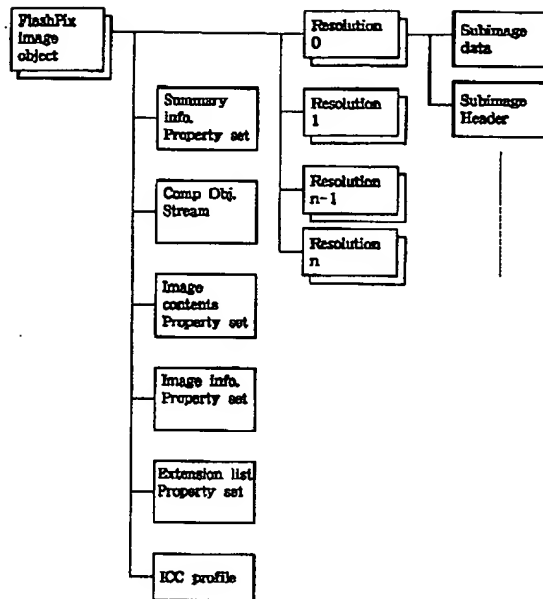 FlashPix
image
object
Resolution
0
Subimage
data
Subimage
Header
Summary
info.
Property set
Resolution
1
Comp Obj.
Stream
Resolution
n-1
Resolution
n
Image
contents
Property set
Image info.
Property set
Extension list
Property set
ICC profile